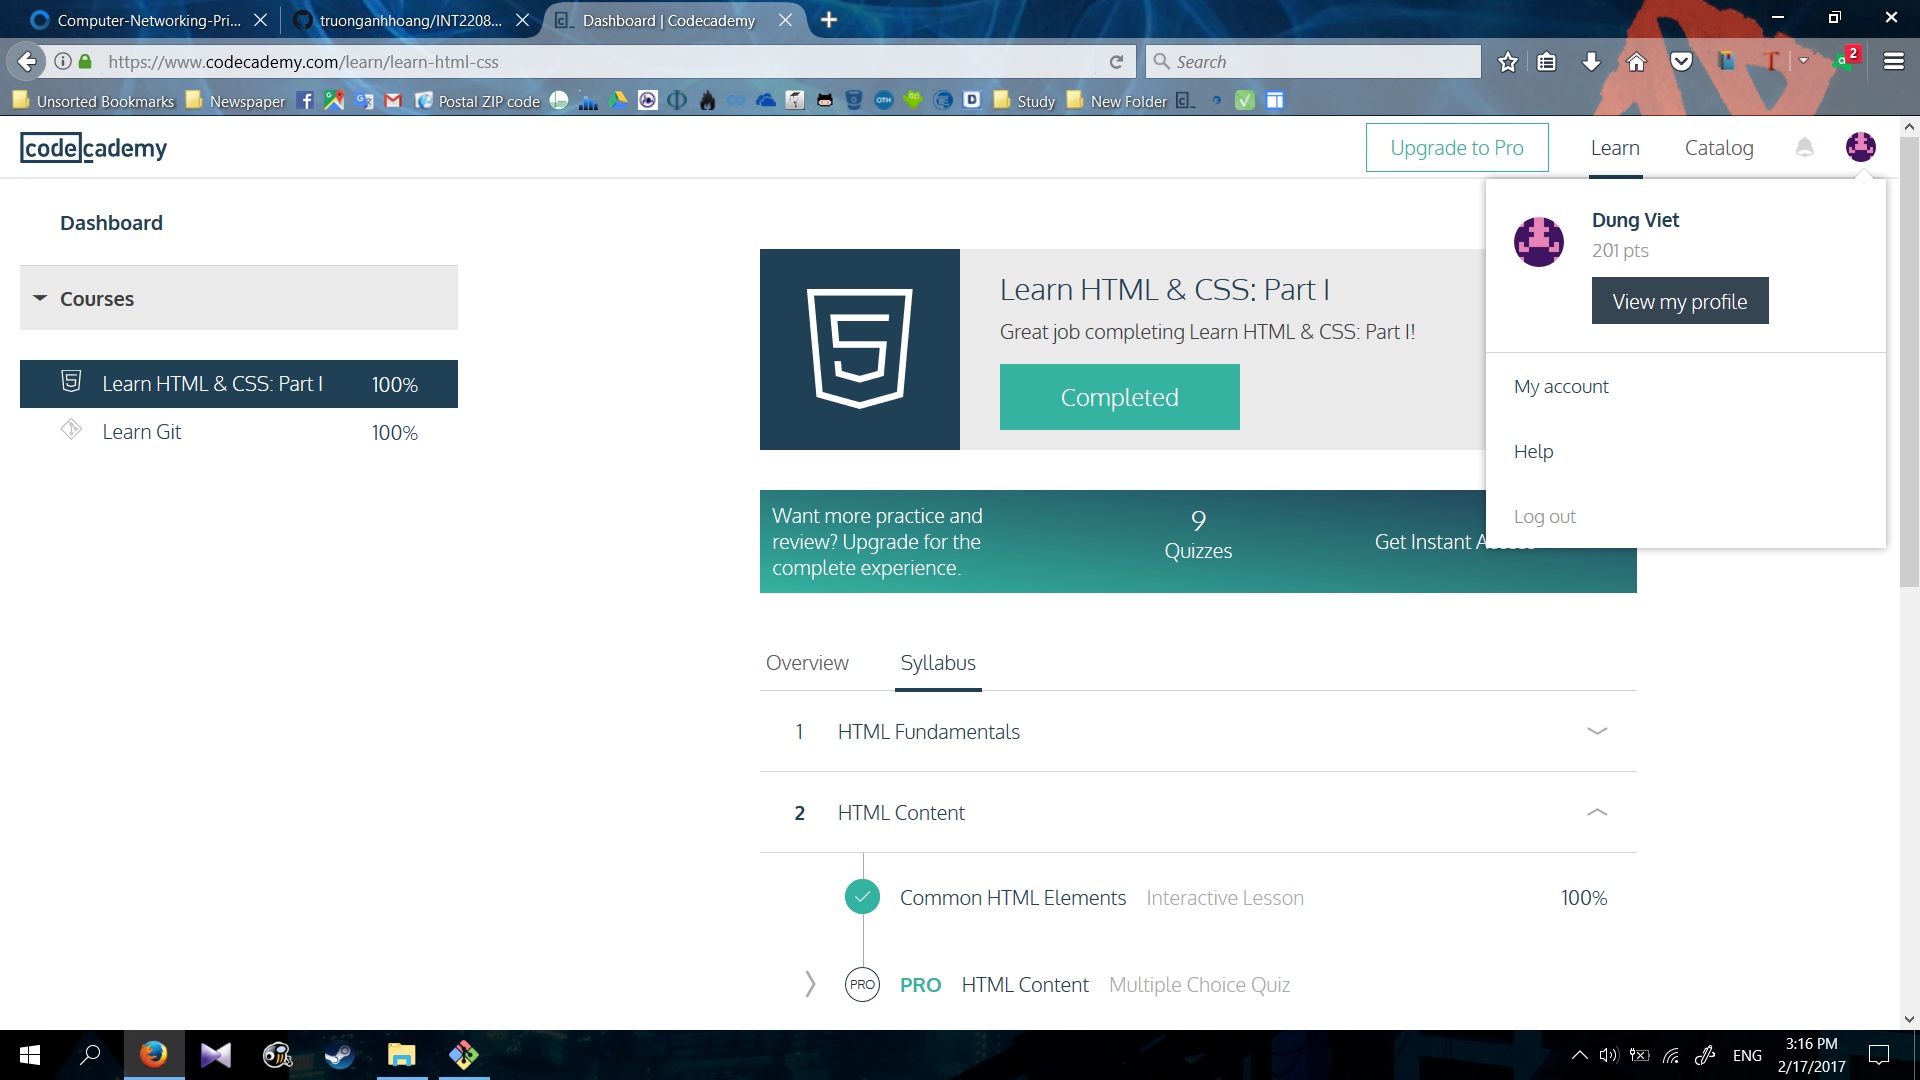 Computer-Networking-Pri...
truonganhhoang/INT2208...
Dashboard | Codecademy
https://www.codecademy.com/learn/learn-html-css
Search
2
Unsorted Bookmarks
Newspaper
Postal ZIP code
Study
New Folder
codecademy
Upgrade to Pro
Learn
Catalog
Dashboard
Courses
Learn HTML & CSS: Part I 100%
Learn Git 100%
Learn HTML & CSS: Part I
Great job completing Learn HTML & CSS: Part I!
Completed
Dung Viet
201 pts
View my profile
My account
Help
Log out
Want more practice and
review? Upgrade for the
complete experience.
9
Quizzes
Get Instant
Overview
Syllabus
1 HTML Fundamentals
2 HTML Content
Common HTML Elements Interactive Lesson 100%
PRO PRO HTML Content Multiple Choice Quiz
ENG
3:16 PM
2/17/2017